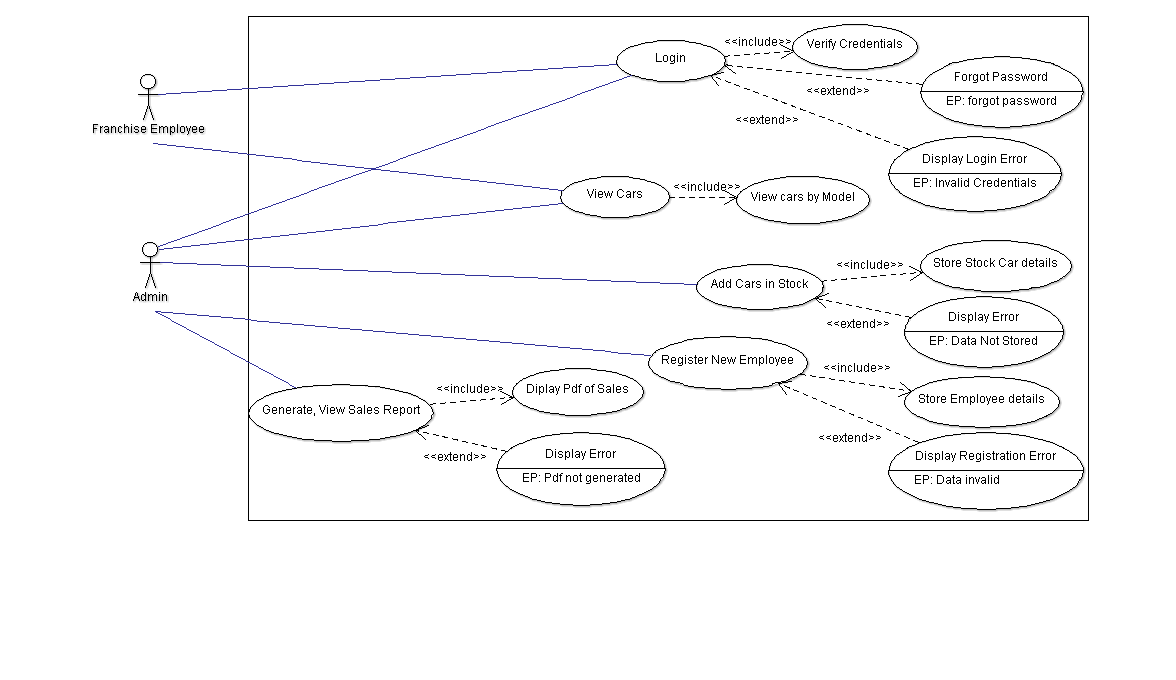 Login
<<include>>
Verify Credentials
Forgot Password
EP: forgot password
<<extend>>
<<extend>>
Franchise Employee
Display Login Error
EP: Invalid Credentials
View Cars
<<include>>
View cars by Model
Admin
Add Cars in Stock
<<include>>
Store Stock Car details
Display Error
EP: Data Not Stored
<<extend>>
Register New Employee
<<include>>
Store Employee details
<<extend>>
Display Registration Error
EP: Data invalid
Generate, View Sales Report
<<include>>
Diplay Pdf of Sales
<<extend>>
Display Error
EP: Pdf not generated